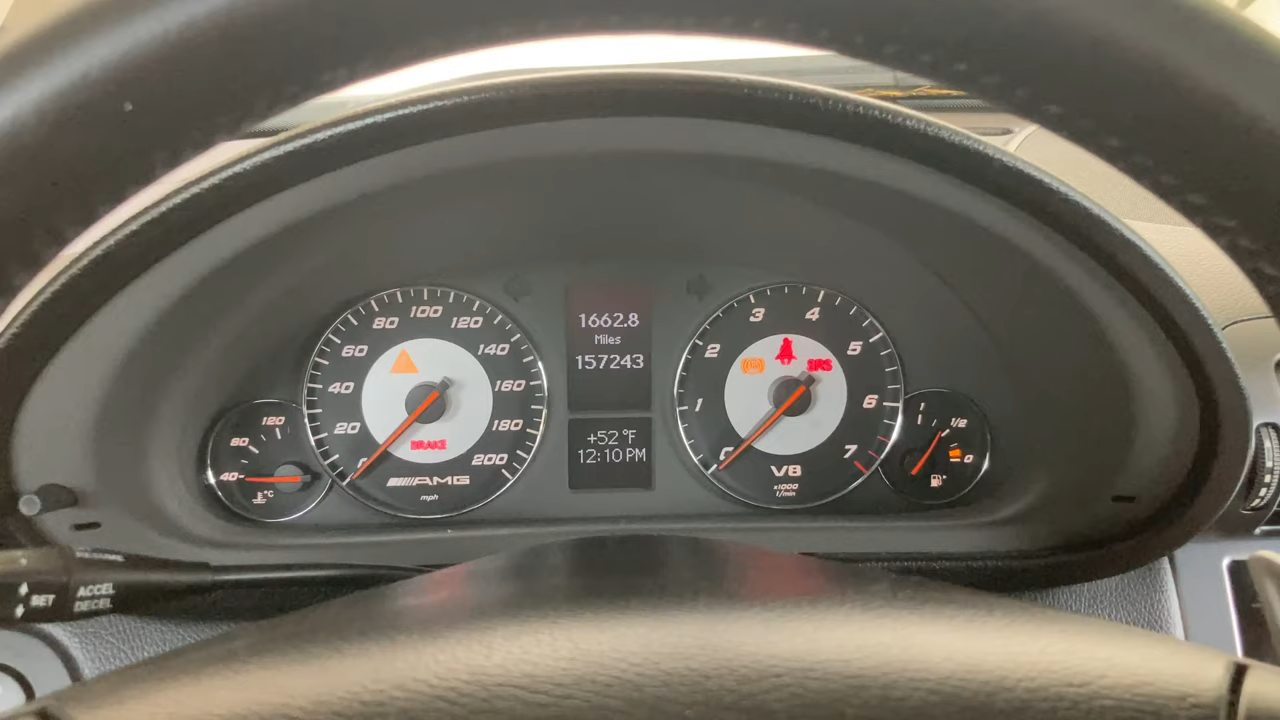 1662.8
Miles
157243
+52 °F
12:10 PM
20
40
60
80
100
120
140
160
180
200
BRAKE
AMG
mph
40
80
120
°C
0
1
2
3
4
5
6
7
SRS
V8
x1000
1/min
1
1/2
0
SET
ACCEL
DECEL